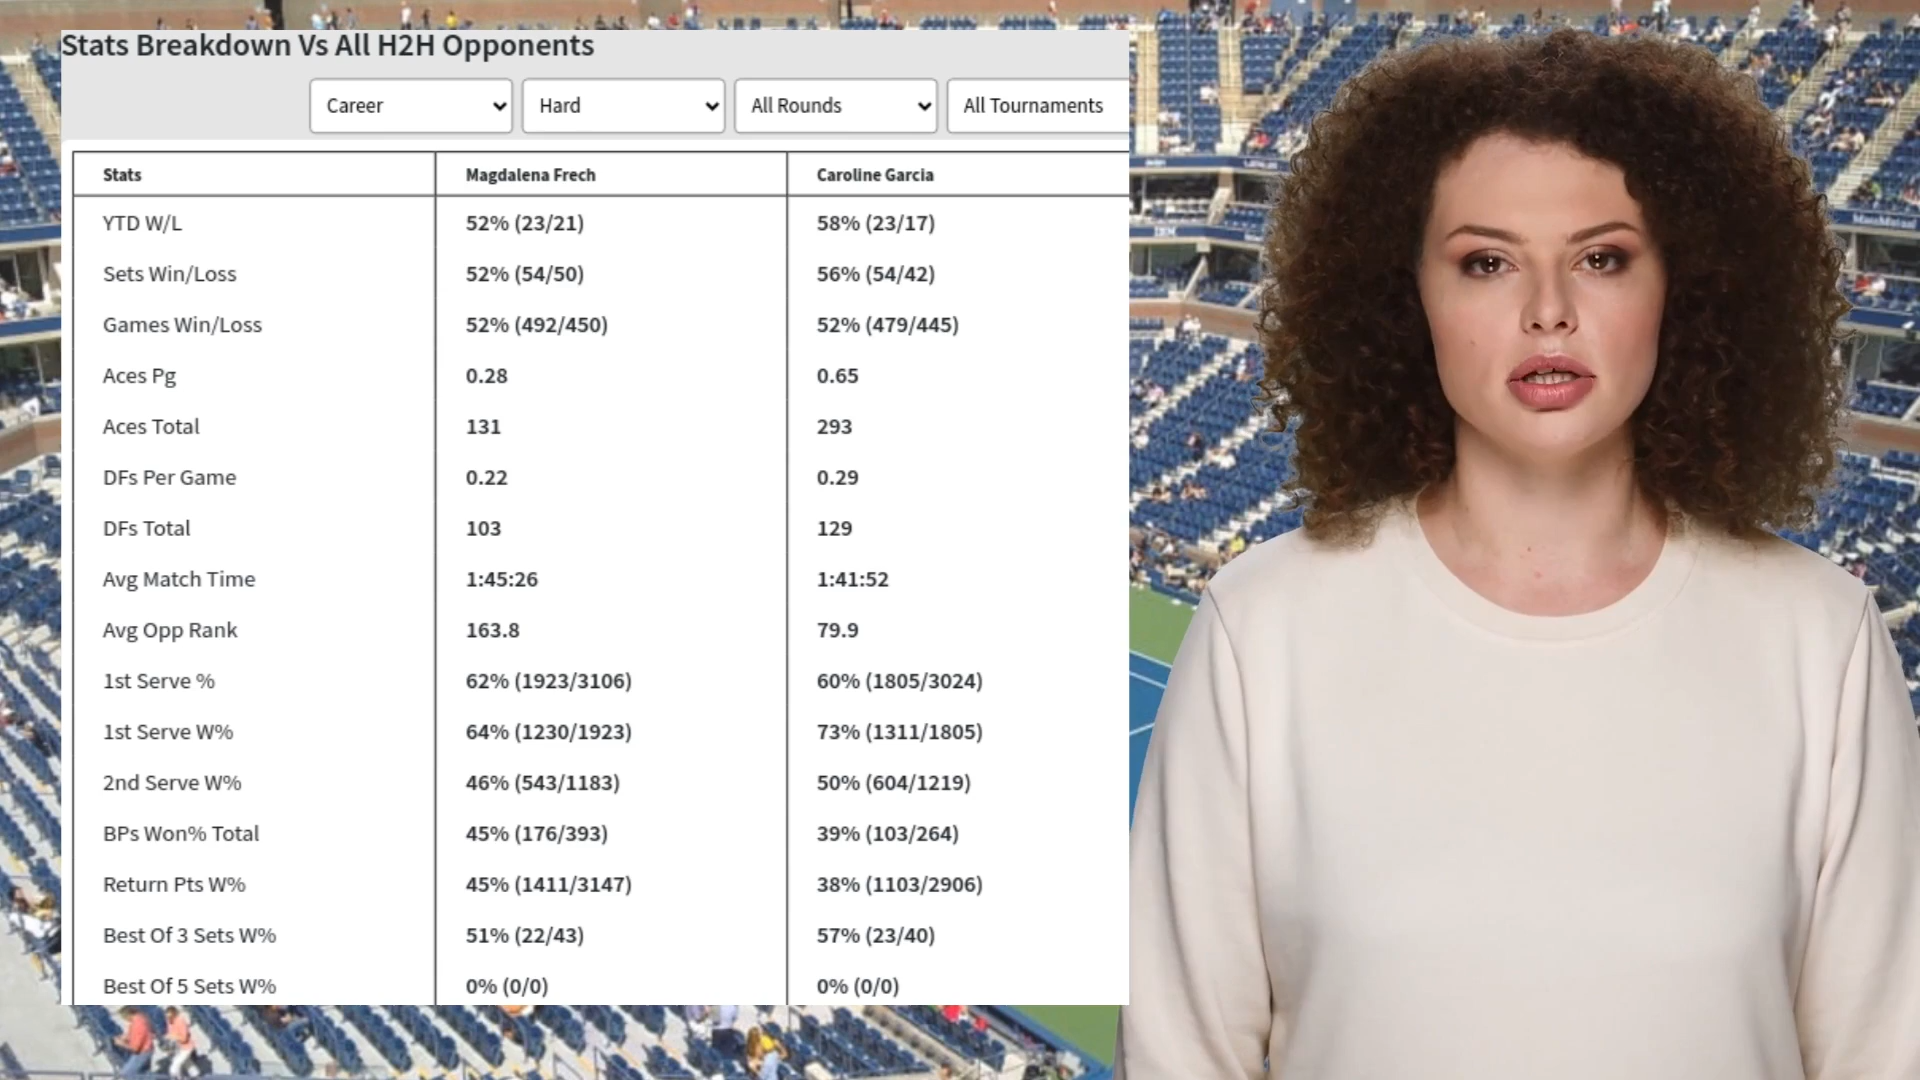 Stats Breakdown Vs All H2H Opponents
Career Hard All Rounds All Tournaments
Stats Magdalena Frech Caroline Garcia
YTD W/L 52% (23/21) 58% (23/17)
Sets Win/Loss 52% (54/50) 56% (54/42)
Games Win/Loss 52% (492/450) 52% (479/445)
Aces Pg 0.28 0.65
Aces Total 131 293
DFs Per Game 0.22 0.29
DFs Total 103 129
Avg Match Time 1:45:26 1:41:52
Avg Opp Rank 163.8 79.9
1st Serve % 62% (1923/3106) 60% (1805/3024)
1st Serve W% 64% (1230/1923) 73% (1311/1805)
2nd Serve W% 46% (543/1183) 50% (604/1219)
BPs Won% Total 45% (176/393) 39% (103/264)
Return Pts W% 45% (1411/3147) 38% (1103/2906)
Best Of 3 Sets W% 51% (22/43) 57% (23/40)
Best Of 5 Sets W% 0% (0/0) 0% (0/0)
IBM